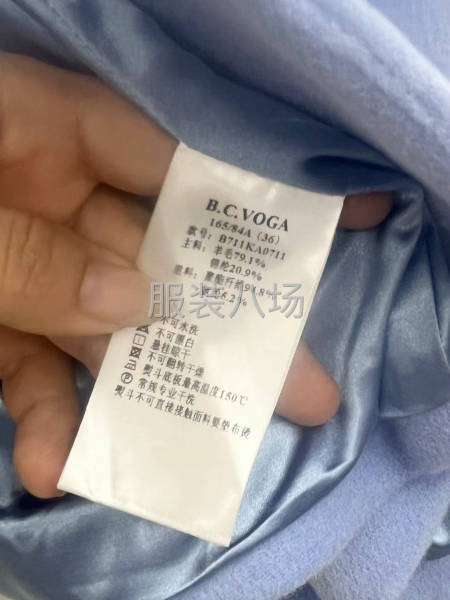 B.C.VOGA
165/84A (36)
款号: B711KA0711
主料: 羊毛79.1%
锦纶20.9%
里料: 聚酯纤维94.8%
5.2%
服装八场
不可水洗
不可漂白
悬挂晾干
不可翻转干燥
熨斗底板最高温度150℃
常规专业干洗
熨斗不可直接接触面料要垫布烫